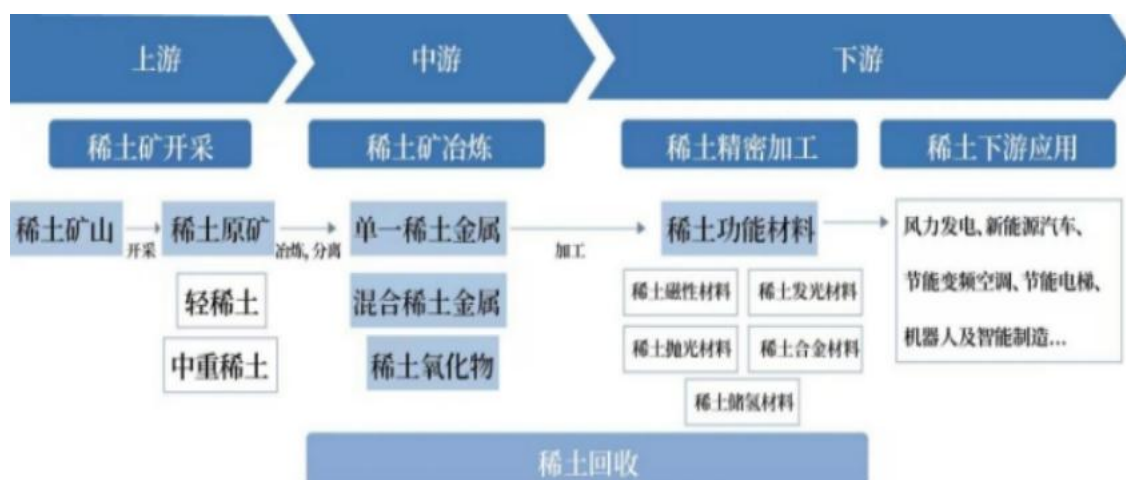 上游
中游
下游
稀土矿开采
稀土矿冶炼
稀土精密加工
稀土下游应用
稀土矿山
开采
稀土原矿
冶炼,分离
单一稀土金属
加工
稀土功能材料
轻稀土
中重稀土
混合稀土金属
稀土氧化物
稀土磁性材料
稀土发光材料
稀土抛光材料
稀土合金材料
稀土储氢材料
风力发电、新能源汽车、
节能变频空调、节能电梯、
机器人及智能制造...
稀土回收